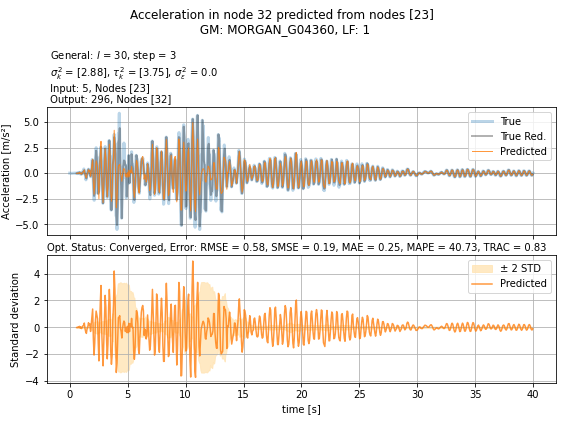 Acceleration in node 32 predicted from nodes [23]
GM: MORGAN_G04360, LF: 1
General: l = 30, step = 3
σ²ₖ = [2.88], τ²ₖ = [3.75], σ²ε = 0.0
Input: 5, Nodes [23]
Output: 296, Nodes [32]
Acceleration [m/s²]
5.0
2.5
0.0
−2.5
−5.0
True
True Red.
Predicted
Opt. Status: Converged, Error: RMSE = 0.58, SMSE = 0.19, MAE = 0.25, MAPE = 40.73, TRAC = 0.83
Standard deviation
4
2
0
−2
−4
± 2 STD
Predicted
0 5 10 15 20 25 30 35 40
time [s]